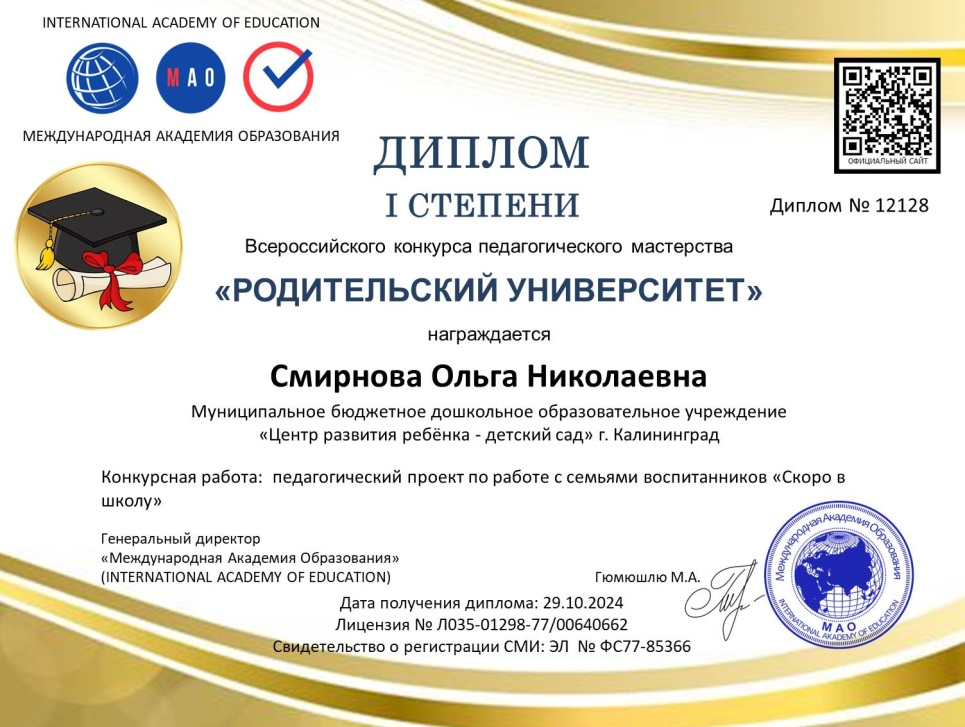 INTERNATIONAL ACADEMY OF EDUCATION
МАО
МЕЖДУНАРОДНАЯ АКАДЕМИЯ ОБРАЗОВАНИЯ
ОФИЦИАЛЬНЫЙ САЙТ
ДИПЛОМ
I СТЕПЕНИ
Диплом № 12128
Всероссийского конкурса педагогического мастерства
«РОДИТЕЛЬСКИЙ УНИВЕРСИТЕТ»
награждается
Смирнова Ольга Николаевна
Муниципальное бюджетное дошкольное образовательное учреждение
«Центр развития ребёнка - детский сад» г. Калининград
Конкурсная работа: педагогический проект по работе с семьями воспитанников «Скоро в
школу»
Генеральный директор
«Международная Академия Образования»
(INTERNATIONAL ACADEMY OF EDUCATION)
Гюмюшлю М.А.
Международная Академия Образования
МАО
INTERNATIONAL ACADEMY OF EDUCATION
Дата получения диплома: 29.10.2024
Лицензия № Л035-01298-77/00640662
Свидетельство о регистрации СМИ: ЭЛ № ФС77-85366